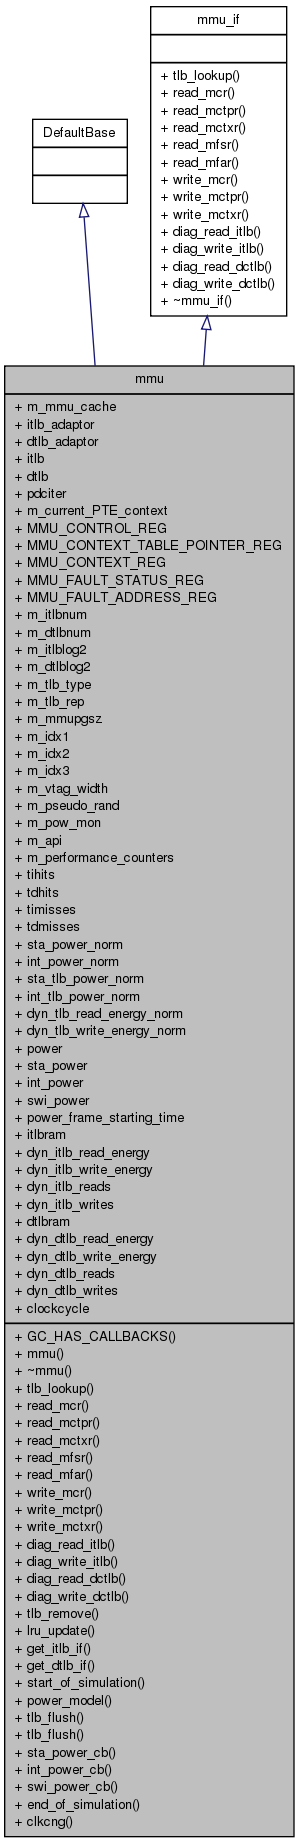 mmu_if
+ tlb_lookup()
+ read_mcr()
+ read_mctpr()
+ read_mctxr()
+ read_mfsr()
+ read_mfar()
+ write_mcr()
+ write_mctpr()
+ write_mctxr()
+ diag_read_itlb()
+ diag_write_itlb()
+ diag_read_dctlb()
+ diag_write_dctlb()
+ ~mmu_if()
DefaultBase
mmu
+ m_mmu_cache
+ itlb_adaptor
+ dtlb_adaptor
+ itlb
+ dtlb
+ pdciter
+ m_current_PTE_context
+ MMU_CONTROL_REG
+ MMU_CONTEXT_TABLE_POINTER_REG
+ MMU_CONTEXT_REG
+ MMU_FAULT_STATUS_REG
+ MMU_FAULT_ADDRESS_REG
+ m_itlbnum
+ m_dtlbnum
+ m_itlblog2
+ m_dtlblog2
+ m_tlb_type
+ m_tlb_rep
+ m_mmupgsz
+ m_idx1
+ m_idx2
+ m_idx3
+ m_vtag_width
+ m_pseudo_rand
+ m_pow_mon
+ m_api
+ m_performance_counters
+ tihits
+ tdhits
+ timisses
+ tdmisses
+ sta_power_norm
+ int_power_norm
+ sta_tlb_power_norm
+ int_tlb_power_norm
+ dyn_tlb_read_energy_norm
+ dyn_tlb_write_energy_norm
+ power
+ sta_power
+ int_power
+ swi_power
+ power_frame_starting_time
+ itlbram
+ dyn_itlb_read_energy
+ dyn_itlb_write_energy
+ dyn_itlb_reads
+ dyn_itlb_writes
+ dtlbram
+ dyn_dtlb_read_energy
+ dyn_dtlb_write_energy
+ dyn_dtlb_reads
+ dyn_dtlb_writes
+ clockcycle
+ GC_HAS_CALLBACKS()
+ mmu()
+ ~mmu()
+ tlb_lookup()
+ read_mcr()
+ read_mctpr()
+ read_mctxr()
+ read_mfsr()
+ read_mfar()
+ write_mcr()
+ write_mctpr()
+ write_mctxr()
+ diag_read_itlb()
+ diag_write_itlb()
+ diag_read_dctlb()
+ diag_write_dctlb()
+ tlb_remove()
+ lru_update()
+ get_itlb_if()
+ get_dtlb_if()
+ start_of_simulation()
+ power_model()
+ tlb_flush()
+ tlb_flush()
+ sta_power_cb()
+ int_power_cb()
+ swi_power_cb()
+ end_of_simulation()
+ clkcng()